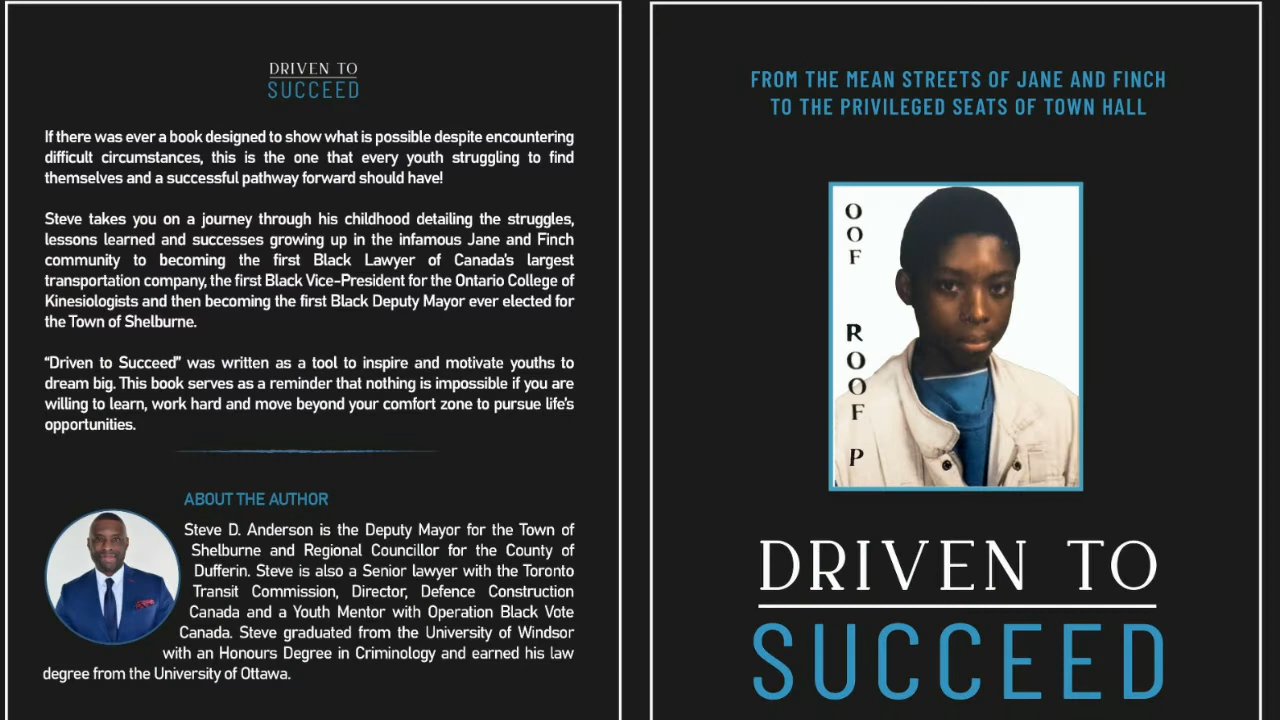 DRIVEN TO
SUCCEED
If there was ever a book designed to show what is possible despite encountering
difficult circumstances, this is the one that every youth struggling to find
themselves and a successful pathway forward should have!
Steve takes you on a journey through his childhood detailing the struggles,
lessons learned and successes growing up in the infamous Jane and Finch
community to becoming the first Black Lawyer of Canada's largest
transportation company, the first Black Vice-President for the Ontario College of
Kinesiologists and then becoming the first Black Deputy Mayor ever elected for
the Town of Shelburne.
“Driven to Succeed” was written as a tool to inspire and motivate youths to
dream big. This book serves as a reminder that nothing is impossible if you are
willing to learn, work hard and move beyond your comfort zone to pursue life's
opportunities.
ABOUT THE AUTHOR
Steve D. Anderson is the Deputy Mayor for the Town of
Shelburne and Regional Councillor for the County of
Dufferin. Steve is also a Senior lawyer with the Toronto
Transit Commission, Director, Defence Construction
Canada and a Youth Mentor with Operation Black Vote
Canada. Steve graduated from the University of Windsor
with an Honours Degree in Criminology and earned his law
degree from the University of Ottawa.
FROM THE MEAN STREETS OF JANE AND FINCH
TO THE PRIVILEGED SEATS OF TOWN HALL
OOF ROOF P
DRIVEN TO
SUCCEED